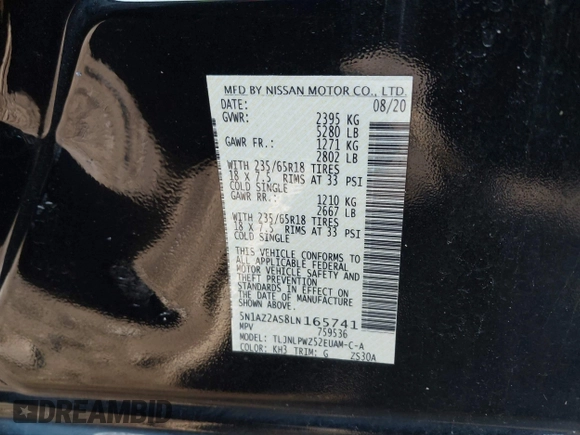 MFD BY NISSAN MOTOR CO., LTD.
DATE: 08/20
GVWR: 2395 KG
5280 LB
GAWR FR.: 1271 KG
2802 LB
WITH 235/65R18 TIRES
18 X 7.5 RIMS AT 33 PSI
COLD SINGLE
GAWR RR.: 1210 KG
2667 LB
WITH 235/65R18 TIRES
18 X 7.5 RIMS AT 33 PSI
COLD SINGLE
THIS VEHICLE CONFORMS TO
ALL APPLICABLE FEDERAL
MOTOR VEHICLE SAFETY AND
THEFT PREVENTION
STANDARDS IN EFFECT ON
THE DATE OF MANUFACTURE
SHOWN ABOVE.
5N1AZ2AS8LN165741
MPV 759536
MODEL: TLJNLPWZ52EUAM-C-A
COLOR: KH3 TRIM: G ZS30A
DREAMBID